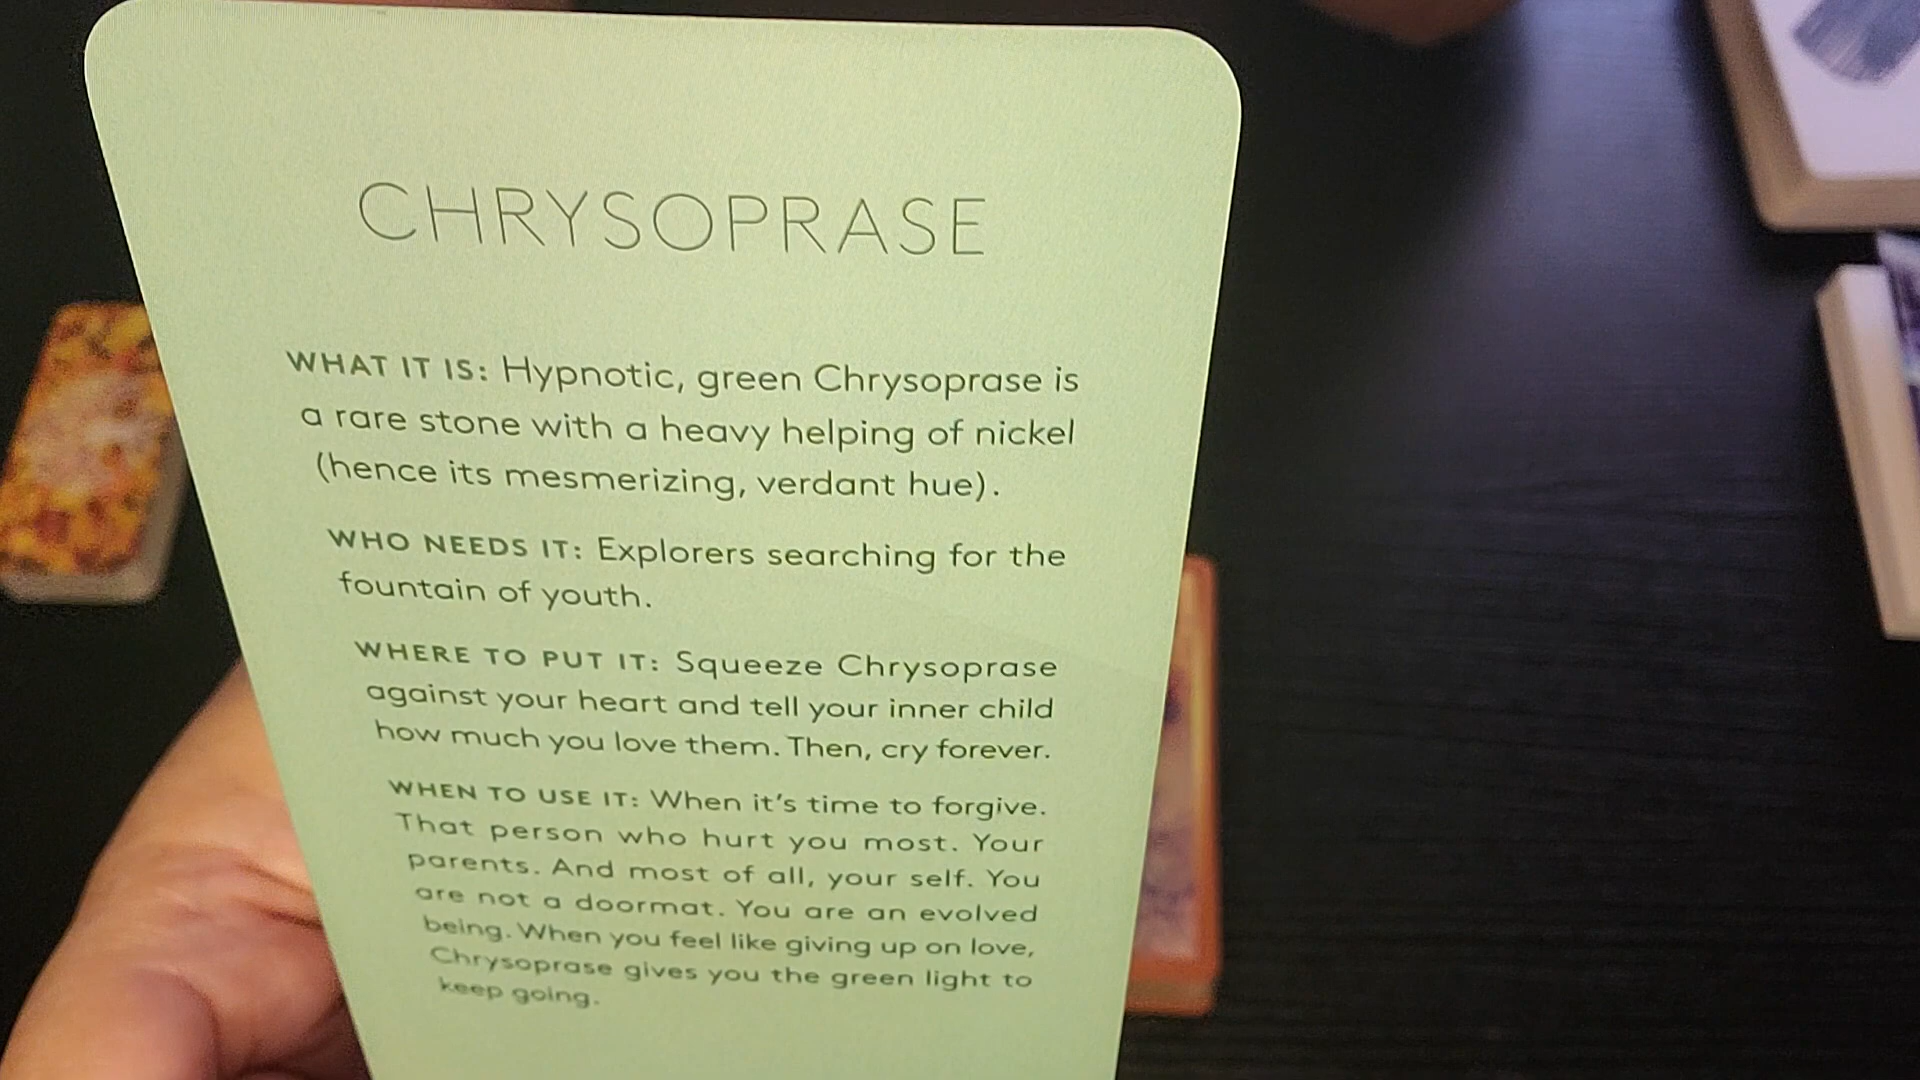 CHRYSOPRASE
WHAT IT IS: Hypnotic, green Chrysoprase is
a rare stone with a heavy helping of nickel
(hence its mesmerizing, verdant hue).
WHO NEEDS IT: Explorers searching for the
fountain of youth.
WHERE TO PUT IT: Squeeze Chrysoprase
against your heart and tell your inner child
how much you love them. Then, cry forever.
WHEN TO USE IT: When it's time to forgive.
That person who hurt you most. Your
parents. And most of all, your self. You
are not a doormat. You are an evolved
being. When you feel like giving up on love,
Chrysoprase gives you the green light to
keep going.